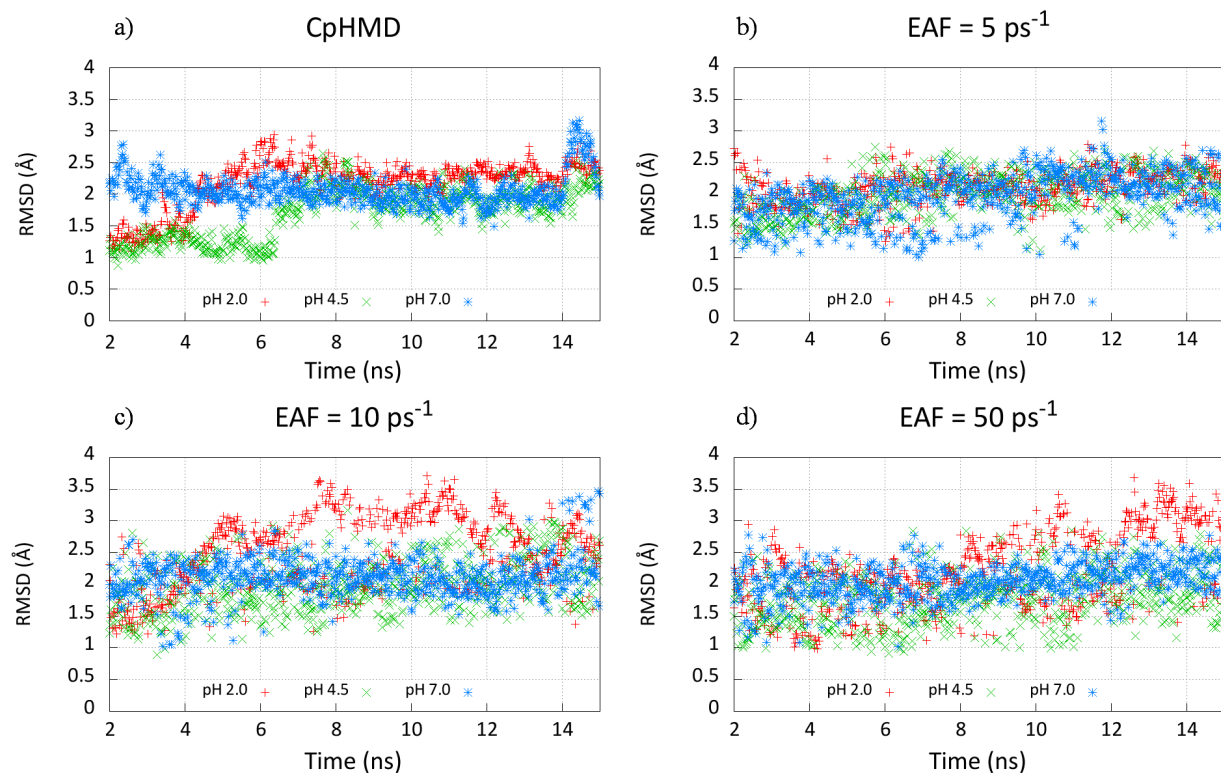 a) CpHMD
RMSD (Å)
4
3.5
3
2.5
2
1.5
1
0.5
0
pH 2.0 pH 4.5 pH 7.0
2 4 6 8 10 12 14
Time (ns)
b) EAF = 5 ps-1
RMSD (Å)
4
3.5
3
2.5
2
1.5
1
0.5
0
pH 2.0 pH 4.5 pH 7.0
2 4 6 8 10 12 14
Time (ns)
c) EAF = 10 ps-1
RMSD (Å)
4
3.5
3
2.5
2
1.5
1
0.5
0
pH 2.0 pH 4.5 pH 7.0
2 4 6 8 10 12 14
Time (ns)
d) EAF = 50 ps-1
RMSD (Å)
4
3.5
3
2.5
2
1.5
1
0.5
0
pH 2.0 pH 4.5 pH 7.0
2 4 6 8 10 12 14
Time (ns)